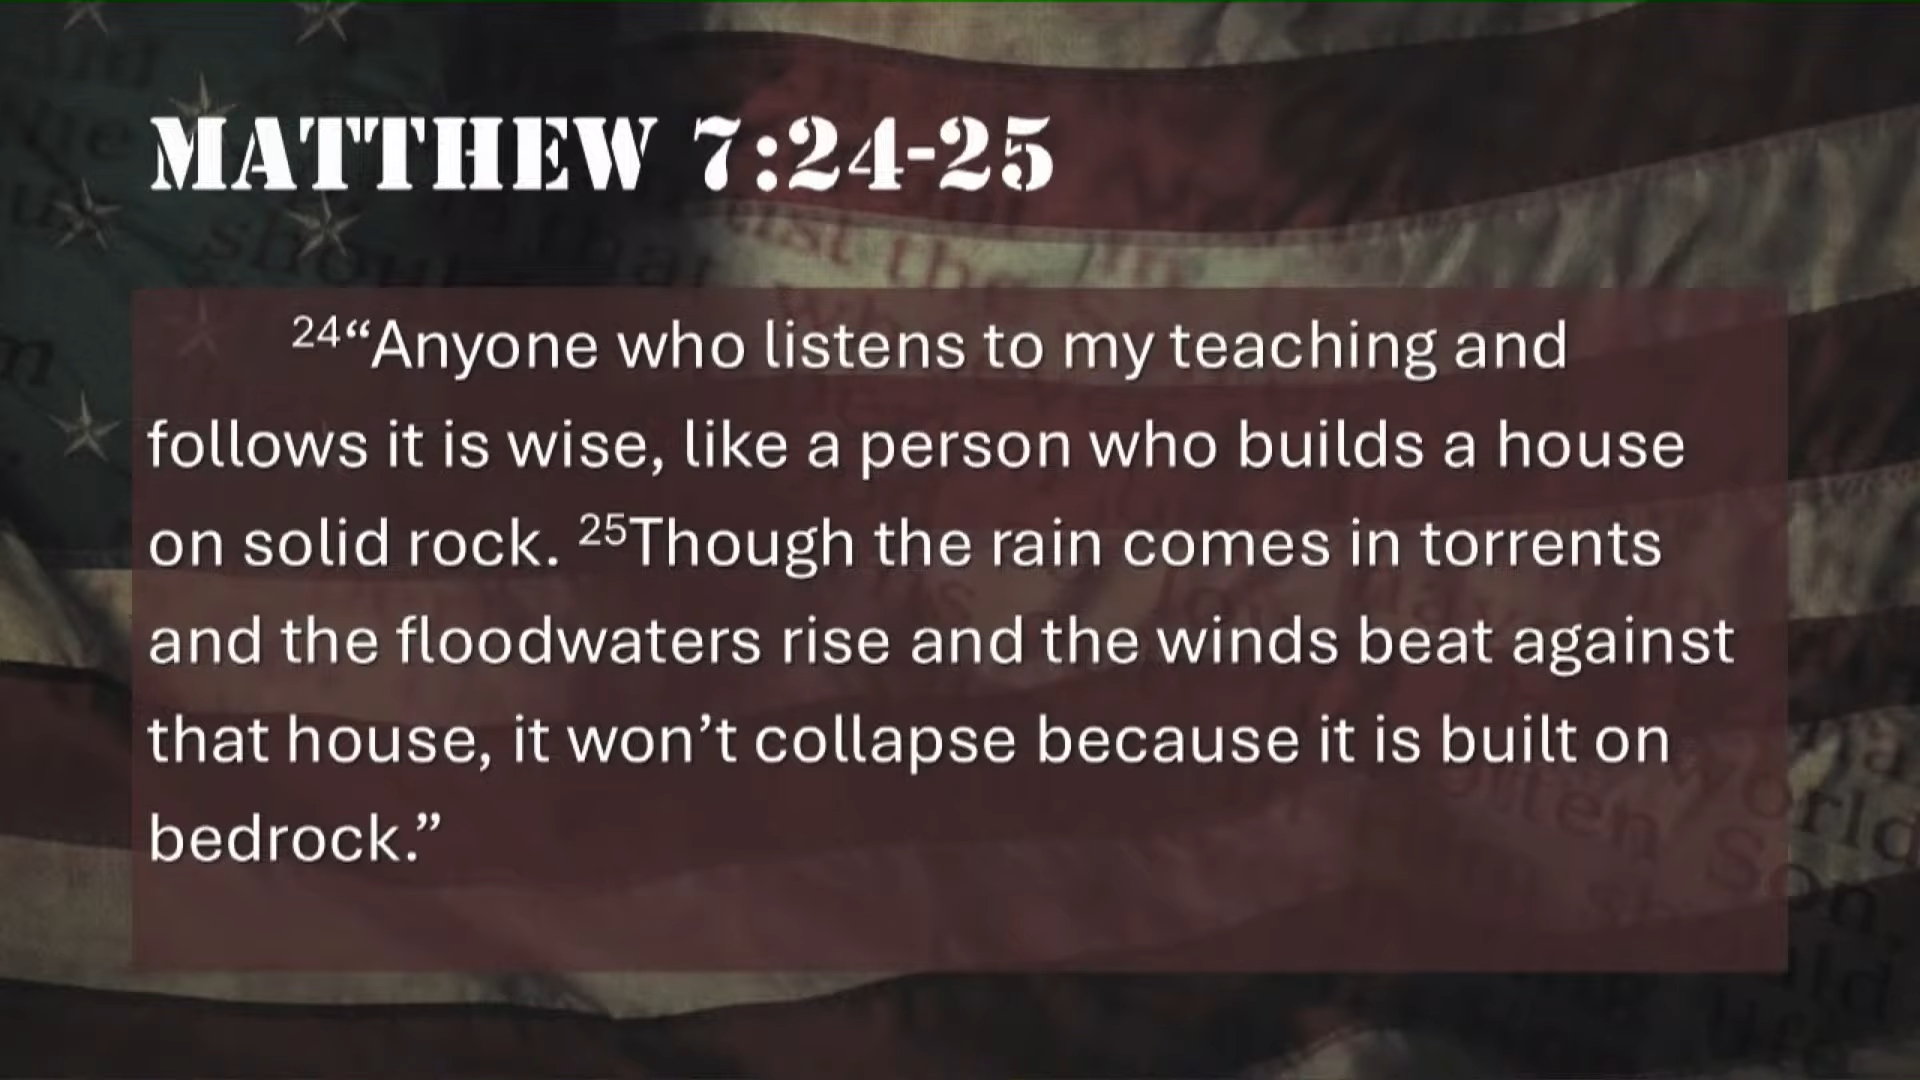 MATTHEW 7:24-25
24“Anyone who listens to my teaching and
follows it is wise, like a person who builds a house
on solid rock. 25Though the rain comes in torrents
and the floodwaters rise and the winds beat against
that house, it won’t collapse because it is built on
bedrock.”